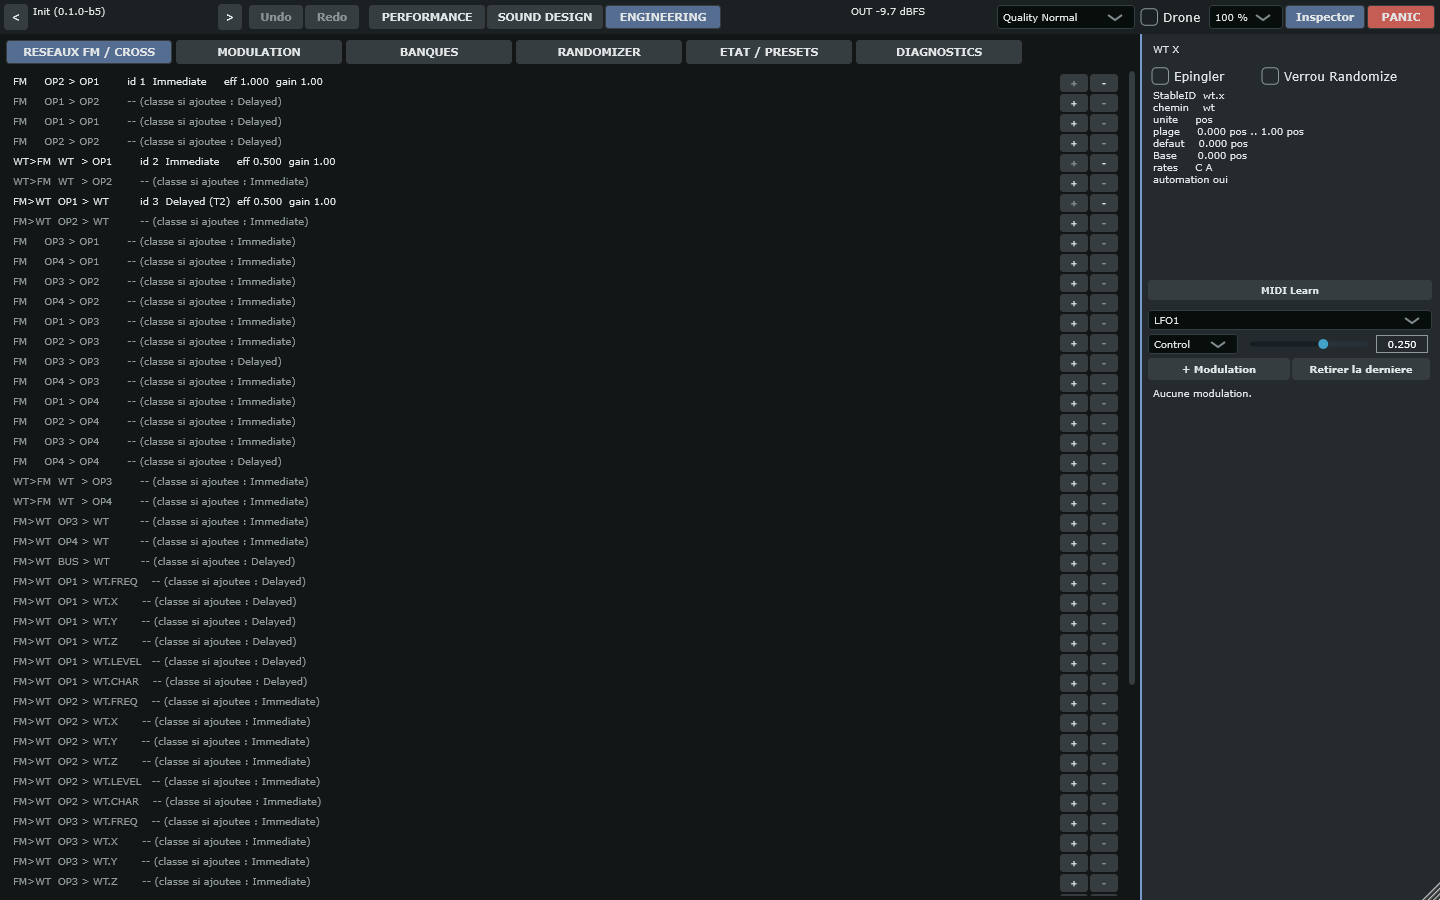 < Init (0.1.0-b5) > Undo Redo PERFORMANCE SOUND DESIGN ENGINEERING OUT -9.7 dBFS Quality Normal Drone 100 % Inspector PANIC
RESEAUX FM / CROSS MODULATION BANQUES RANDOMIZER ETAT / PRESETS DIAGNOSTICS
FM OP2 > OP1 id 1 Immediate eff 1.000 gain 1.00 + -
FM OP1 > OP2 -- (classe si ajoutee : Delayed) + -
FM OP1 > OP1 -- (classe si ajoutee : Delayed) + -
FM OP2 > OP2 -- (classe si ajoutee : Delayed) + -
WT>FM WT > OP1 id 2 Immediate eff 0.500 gain 1.00 + -
WT>FM WT > OP2 -- (classe si ajoutee : Immediate) + -
FM>WT OP1 > WT id 3 Delayed (T2) eff 0.500 gain 1.00 + -
FM>WT OP2 > WT -- (classe si ajoutee : Immediate) + -
FM OP3 > OP1 -- (classe si ajoutee : Immediate) + -
FM OP4 > OP1 -- (classe si ajoutee : Immediate) + -
FM OP3 > OP2 -- (classe si ajoutee : Immediate) + -
FM OP4 > OP2 -- (classe si ajoutee : Immediate) + -
FM OP1 > OP3 -- (classe si ajoutee : Immediate) + -
FM OP2 > OP3 -- (classe si ajoutee : Immediate) + -
FM OP3 > OP3 -- (classe si ajoutee : Delayed) + -
FM OP4 > OP3 -- (classe si ajoutee : Immediate) + -
FM OP1 > OP4 -- (classe si ajoutee : Immediate) + -
FM OP2 > OP4 -- (classe si ajoutee : Immediate) + -
FM OP3 > OP4 -- (classe si ajoutee : Immediate) + -
FM OP4 > OP4 -- (classe si ajoutee : Delayed) + -
WT>FM WT > OP3 -- (classe si ajoutee : Immediate) + -
WT>FM WT > OP4 -- (classe si ajoutee : Immediate) + -
FM>WT OP3 > WT -- (classe si ajoutee : Immediate) + -
FM>WT OP4 > WT -- (classe si ajoutee : Immediate) + -
FM>WT BUS > WT -- (classe si ajoutee : Delayed) + -
FM>WT OP1 > WT.FREQ -- (classe si ajoutee : Delayed) + -
FM>WT OP1 > WT.X -- (classe si ajoutee : Delayed) + -
FM>WT OP1 > WT.Y -- (classe si ajoutee : Delayed) + -
FM>WT OP1 > WT.Z -- (classe si ajoutee : Delayed) + -
FM>WT OP1 > WT.LEVEL -- (classe si ajoutee : Delayed) + -
FM>WT OP1 > WT.CHAR -- (classe si ajoutee : Delayed) + -
FM>WT OP2 > WT.FREQ -- (classe si ajoutee : Immediate) + -
FM>WT OP2 > WT.X -- (classe si ajoutee : Immediate) + -
FM>WT OP2 > WT.Y -- (classe si ajoutee : Immediate) + -
FM>WT OP2 > WT.Z -- (classe si ajoutee : Immediate) + -
FM>WT OP2 > WT.LEVEL -- (classe si ajoutee : Immediate) + -
FM>WT OP2 > WT.CHAR -- (classe si ajoutee : Immediate) + -
FM>WT OP3 > WT.FREQ -- (classe si ajoutee : Immediate) + -
FM>WT OP3 > WT.X -- (classe si ajoutee : Immediate) + -
FM>WT OP3 > WT.Y -- (classe si ajoutee : Immediate) + -
FM>WT OP3 > WT.Z -- (classe si ajoutee : Immediate) + -
WT X
Epingler Verrou Randomize
StableID wt.x
chemin wt
unite pos
plage 0.000 pos .. 1.00 pos
defaut 0.000 pos
Base 0.000 pos
rates C A
automation oui
MIDI Learn
LFO1
Control 0.250
+ Modulation Retirer la derniere
Aucune modulation.